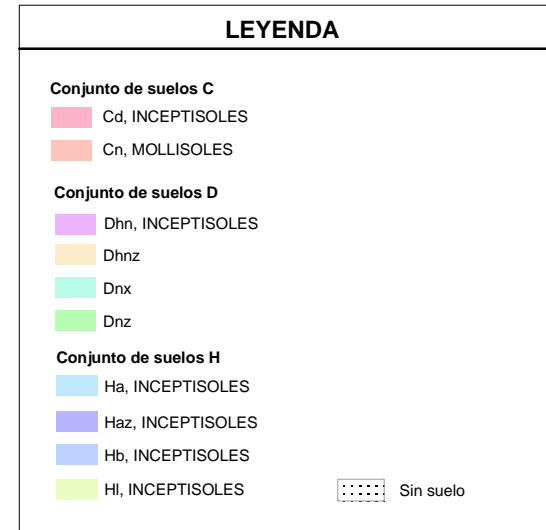 LEYENDA
Conjunto de suelos C
Cd, INCEPTISOLES
Cn, MOLLISOLES
Conjunto de suelos D
Dhn, INCEPTISOLES
Dhnz
Dnx
Dnz
Conjunto de suelos H
Ha, INCEPTISOLES
Haz, INCEPTISOLES
Hb, INCEPTISOLES
Hl, INCEPTISOLES
Sin suelo